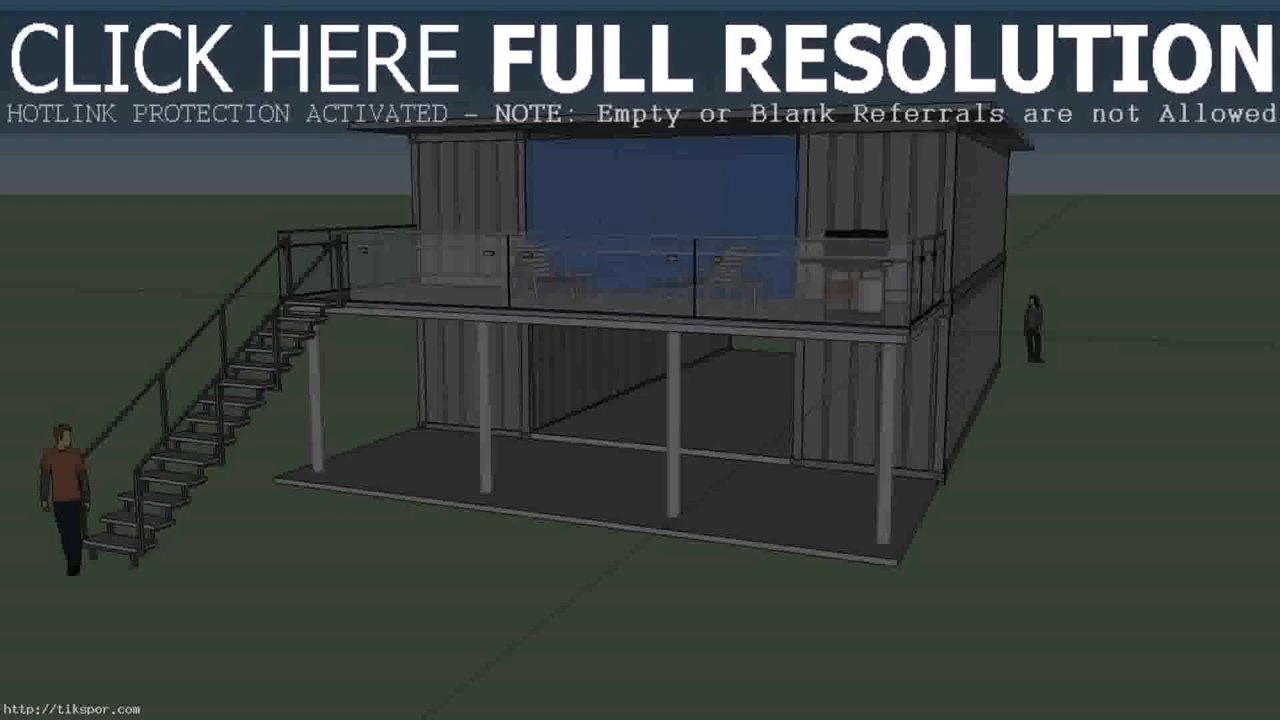 CLICK HERE FULL RESOLUTION
HOTLINK PROTECTION ACTIVATED - NOTE: Empty or Blank Referrals are not Allowed
http://tikspor.com